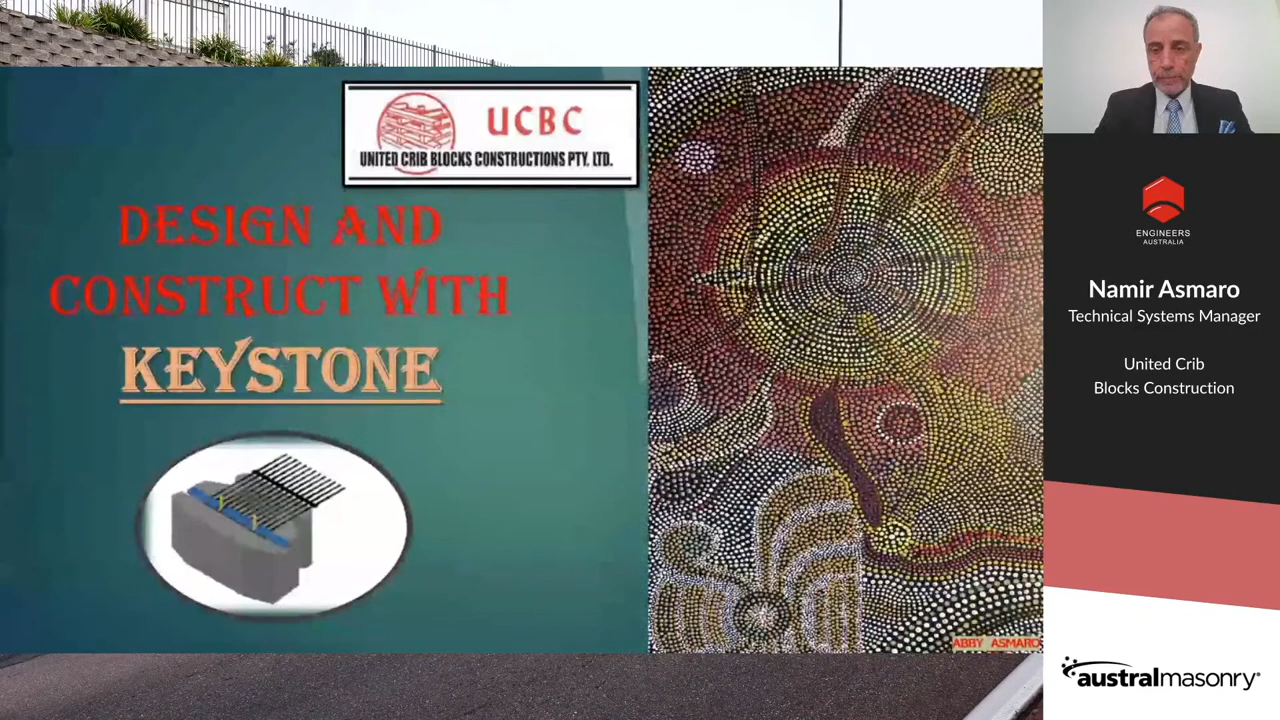 UCBC
UNITED CRIB BLOCKS CONSTRUCTIONS PTY. LTD.
DESIGN AND
CONSTRUCT WITH
KEYSTONE
ABBY ASMARO
ENGINEERS
AUSTRALIA
Namir Asmaro
Technical Systems Manager
United Crib
Blocks Construction
australmasonry®